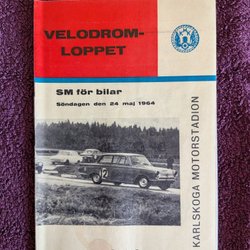 VELODROM-
LOPPET
SM för bilar
Söndagen den 24 maj 1964
12
KARLSKOGA MOTORSTADION